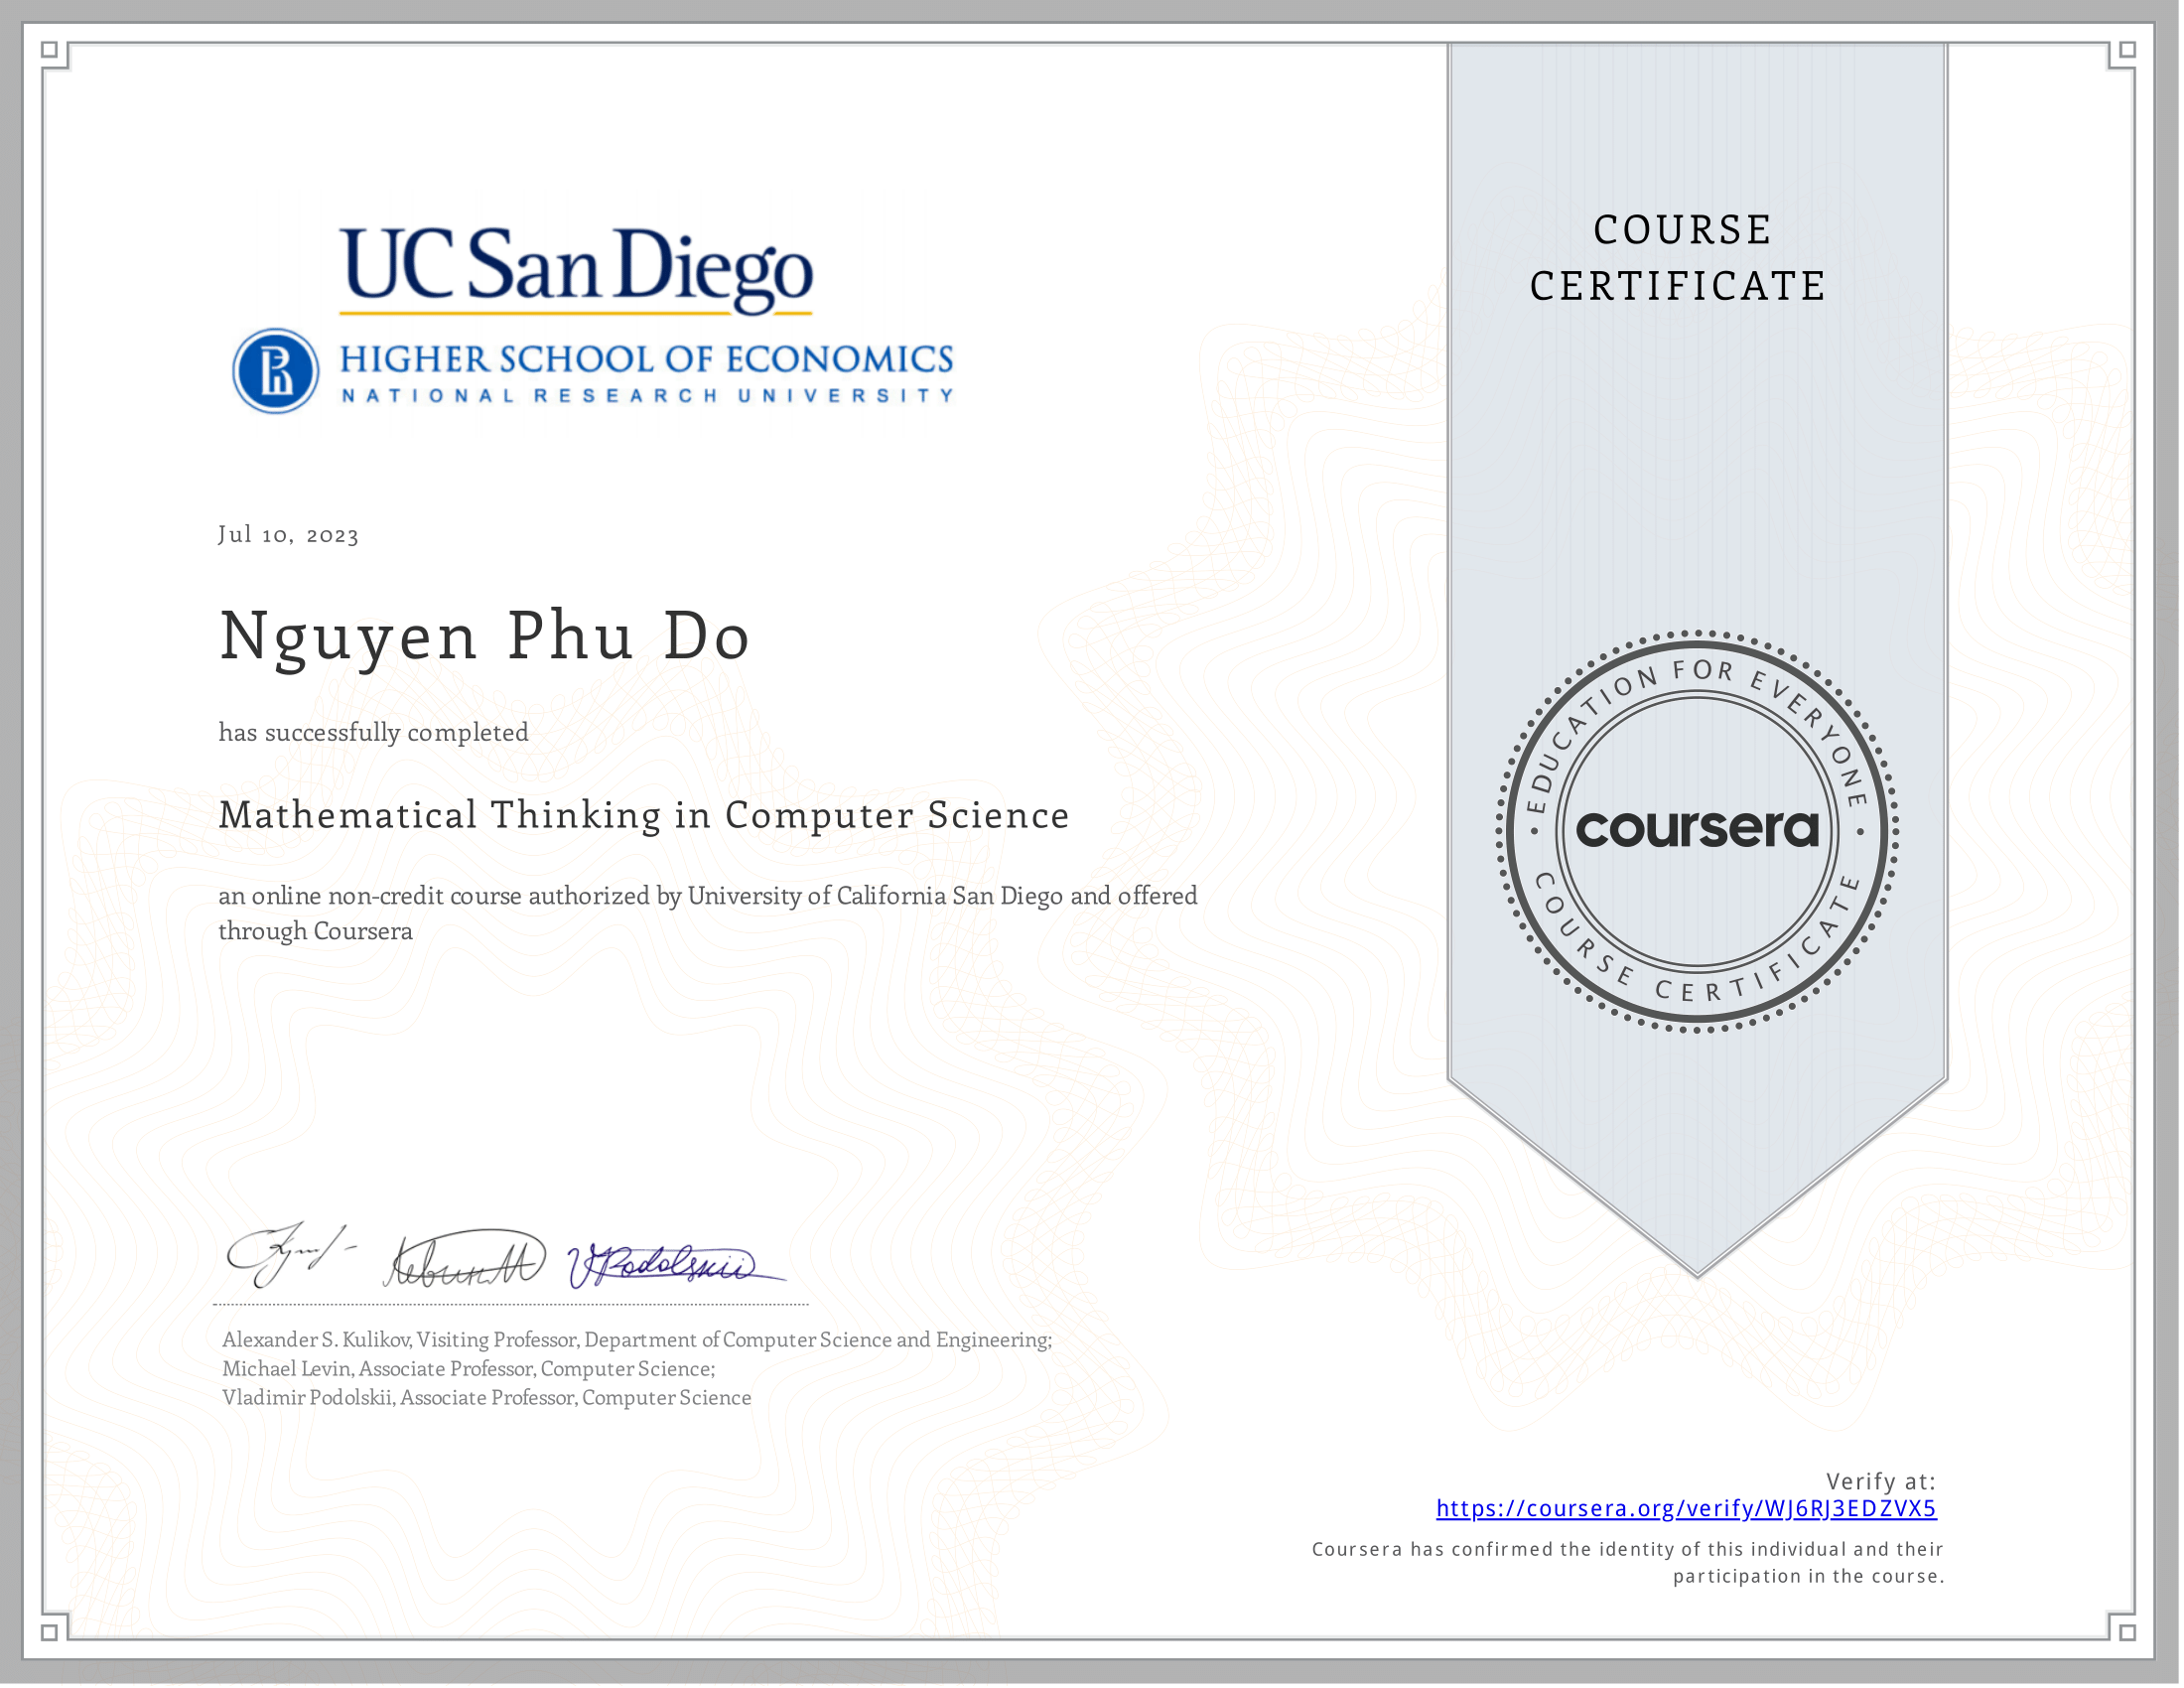 UC San Diego
HIGHER SCHOOL OF ECONOMICS
NATIONAL RESEARCH UNIVERSITY
COURSE
CERTIFICATE
Jul 10, 2023
Nguyen Phu Do
has successfully completed
Mathematical Thinking in Computer Science
an online non-credit course authorized by University of California San Diego and offered
through Coursera
EDUCATION FOR EVERYONE
coursera
COURSE CERTIFICATE
V Podolskii
Alexander S. Kulikov, Visiting Professor, Department of Computer Science and Engineering;
Michael Levin, Associate Professor, Computer Science;
Vladimir Podolskii, Associate Professor, Computer Science
Verify at:
https://coursera.org/verify/WJ6RJ3EDZVX5
Coursera has confirmed the identity of this individual and their
participation in the course.